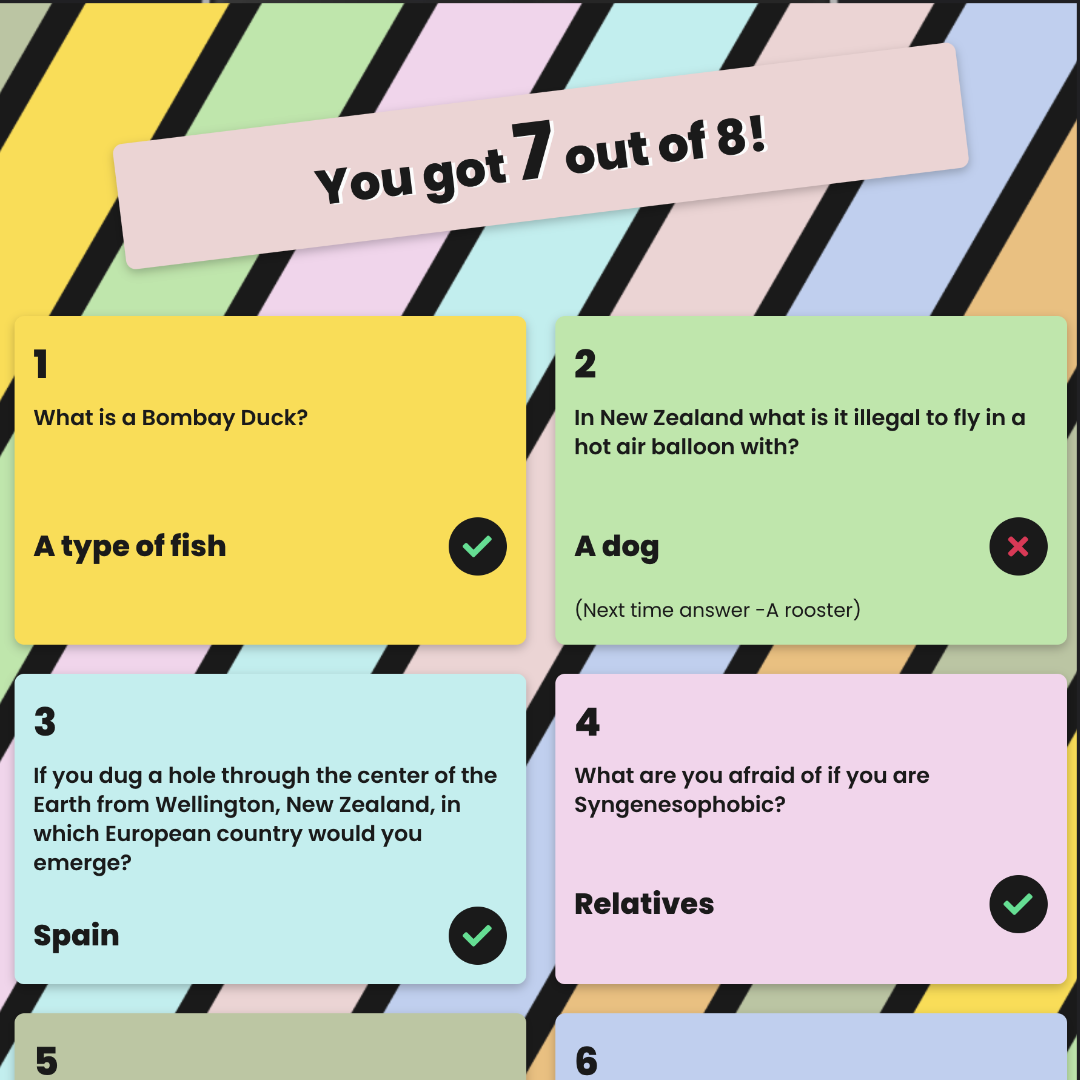 You got 7 out of 8!
1
What is a Bombay Duck?
A type of fish
2
In New Zealand what is it illegal to fly in a
hot air balloon with?
A dog
(Next time answer -A rooster)
3
If you dug a hole through the center of the
Earth from Wellington, New Zealand, in
which European country would you
emerge?
Spain
4
What are you afraid of if you are
Syngenesophobic?
Relatives
5
6